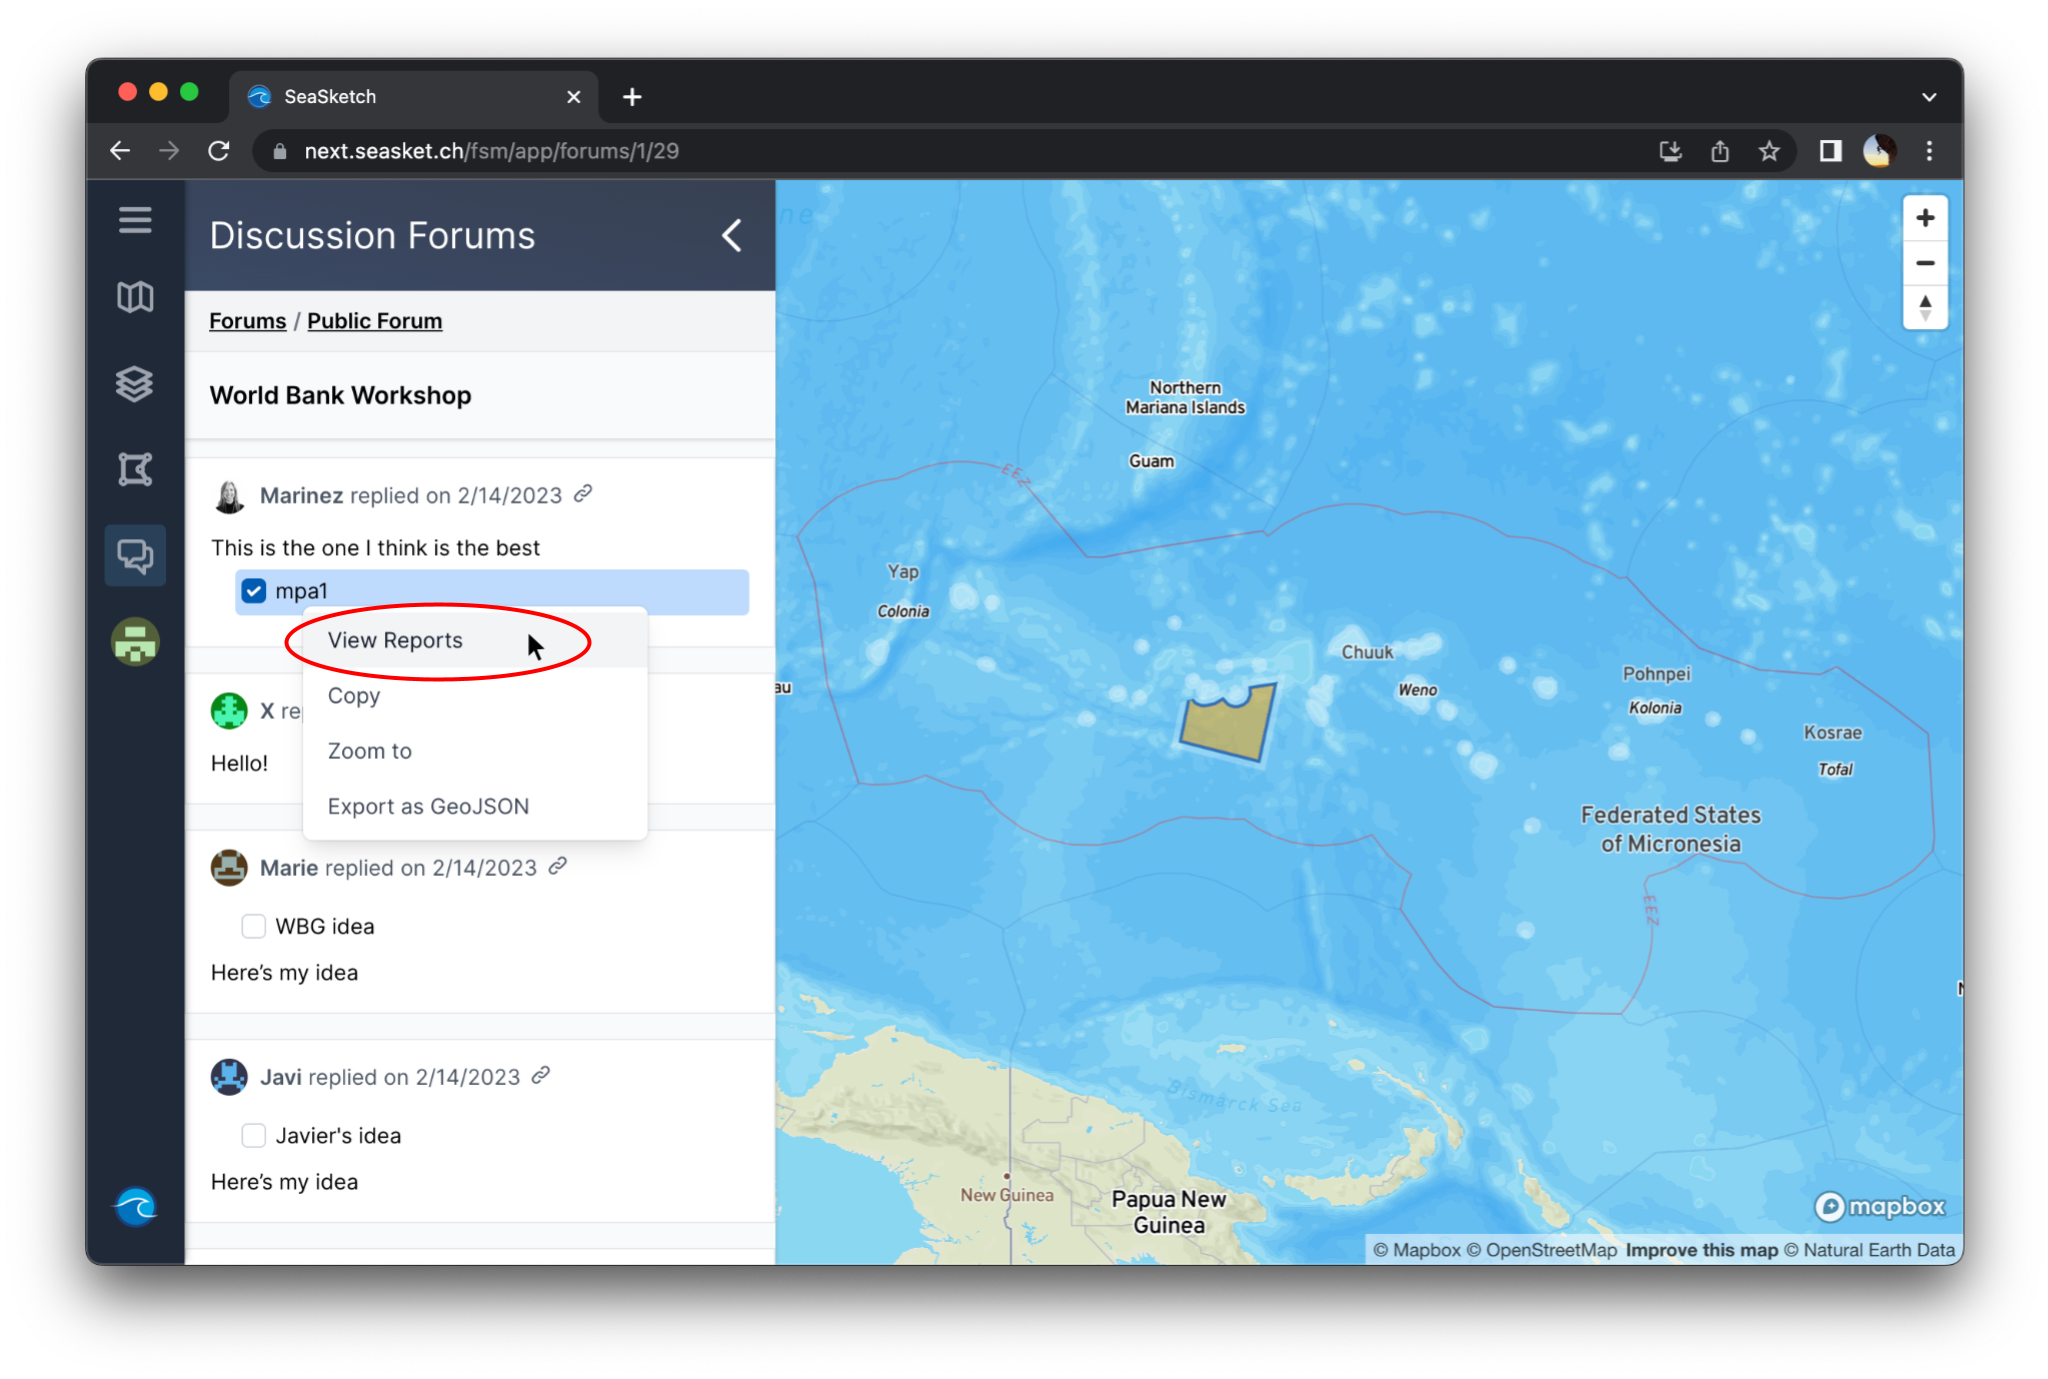 SeaSketch
next.seasket.ch/fsm/app/forums/1/29
Discussion Forums
Forums / Public Forum
World Bank Workshop
Marinez replied on 2/14/2023
This is the one I think is the best
mpa1
View Reports
Copy
Zoom to
Export as GeoJSON
X re
Hello!
Marie replied on 2/14/2023
WBG idea
Here's my idea
Javi replied on 2/14/2023
Javier's idea
Here's my idea
ne
Northern
Mariana Islands
Guam
EEZ
Yap
Colonia
au
Chuuk
Weno
Pohnpei
Kolonia
Kosrae
Tofal
Federated States
of Micronesia
EEZ
Bismarck Sea
New Guinea
Papua New
Guinea
mapbox
© Mapbox © OpenStreetMap Improve this map © Natural Earth Data